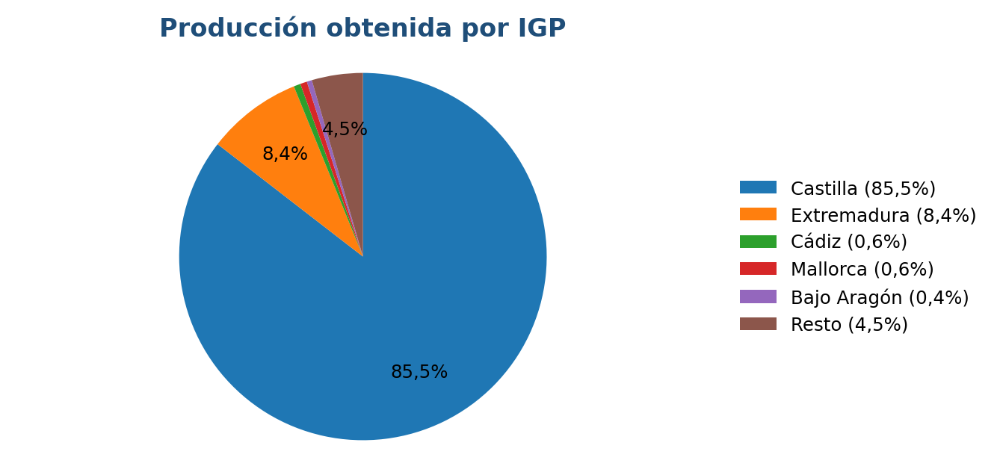 Producción obtenida por IGP
4,5%
8,4%
85,5%
Castilla (85,5%)
Extremadura (8,4%)
Cádiz (0,6%)
Mallorca (0,6%)
Bajo Aragón (0,4%)
Resto (4,5%)